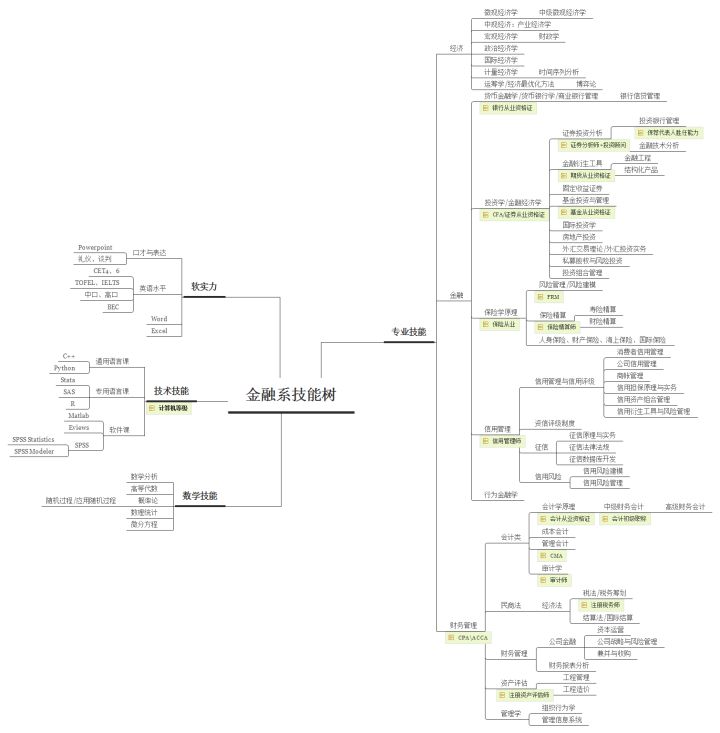 金融系技能树
专业技能
经济
微观经济学
中级微观经济学
中观经济：产业经济学
宏观经济学
财政学
政治经济学
国际经济学
计量经济学
时间序列分析
运筹学/经济最优化方法
博弈论
金融
货币金融学/货币银行学/商业银行管理
银行信贷管理
银行从业资格证
投资学/金融经济学
CFA/证券从业资格证
证券投资分析
证券分析师+投资顾问
投资银行管理
保荐代表人胜任能力
金融技术分析
金融衍生工具
期货从业资格证
金融工程
结构化产品
固定收益证券
基金投资与管理
基金从业资格证
国际投资学
房地产投资
外汇交易理论/外汇投资实务
私募股权与风险投资
投资组合管理
保险学原理
保险从业
风险管理/风险建模
FRM
保险精算
保险精算师
寿险精算
财险精算
人身保险、财产保险、海上保险、国际保险
信用管理
信用管理师
信用管理与信用评级
消费者信用管理
公司信用管理
商帐管理
信用担保原理与实务
信用资产组合管理
信用衍生工具与风险管理
资信评级制度
征信
征信原理与实务
征信法律法规
征信数据库开发
信用风险
信用风险建模
信用风险管理
行为金融学
财务管理
CPA\ACCA
会计类
会计学原理
会计从业资格证
中级财务会计
会计初级职称
高级财务会计
成本会计
管理会计
CMA
审计学
审计师
民商法
经济法
税法/税务筹划
注册税务师
结算法/国际结算
财务管理
公司金融
资本运营
公司战略与风险管理
兼并与收购
财务报表分析
资产评估
注册资产评估师
工程管理
工程造价
管理学
组织行为学
管理信息系统
软实力
口才与表达
Powerpoint
礼仪、谈判
英语水平
CET4、6
TOFEL、IELTS
中口、高口
BEC
Word
Excel
技术技能
计算机等级
通用语言课
C++
Python
专用语言课
Stata
SAS
R
软件课
Matlab
Eviews
SPSS
SPSS Statistics
SPSS Modeler
数学技能
数学分析
高等代数
概率论
随机过程/应用随机过程
数理统计
微分方程